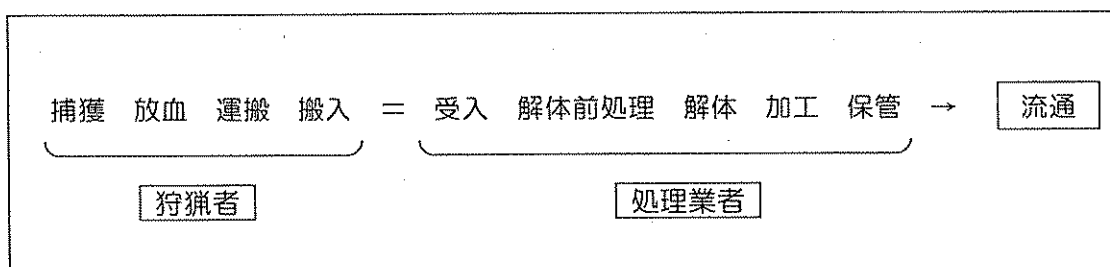 捕獲 放血 運搬 搬入 = 受入 解体前処理 解体 加工 保管 → 流通
狩猟者 処理業者